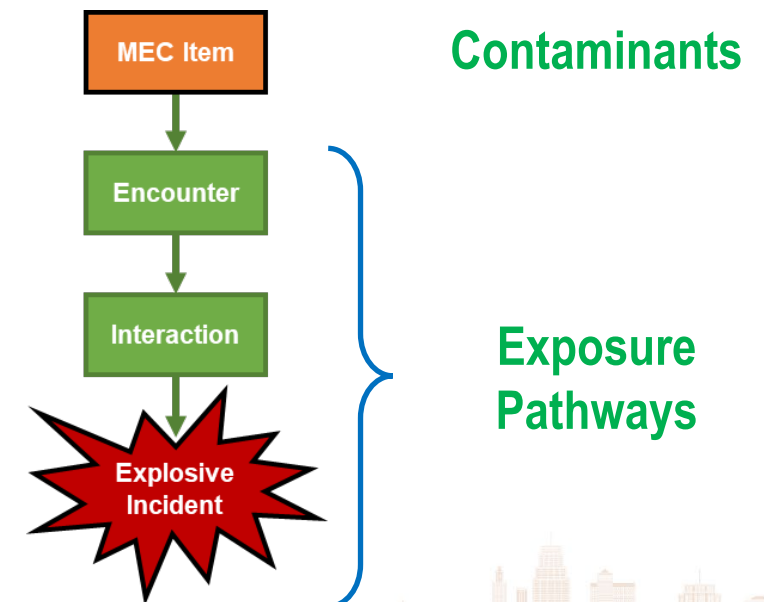 MEC Item
Contaminants
Encounter
Interaction
Exposure
Pathways
Explosive
Incident